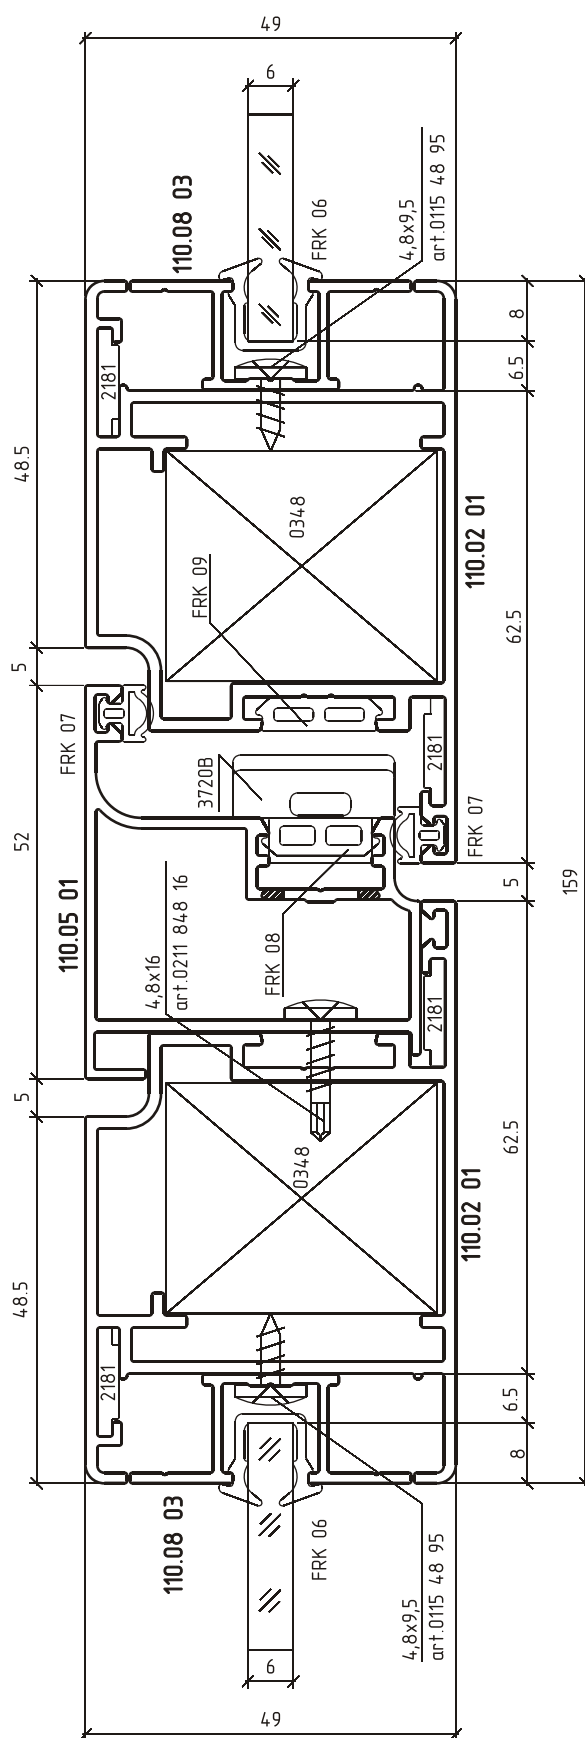 49
6
110.08 03
FRK 06
4,8x9,5
art.0115 48 95
8
6.5
2181
48.5
0348
110.02 01
FRK 09
62.5
5
FRK 07
3720B
2181
FRK 07
52
5
159
110.05 01
4,8x16
art.0211 848 16
FRK 08
2181
5
62.5
0348
110.02 01
48.5
2181
6.5
8
110.08 03
FRK 06
4,8x9,5
art.0115 48 95
6
49